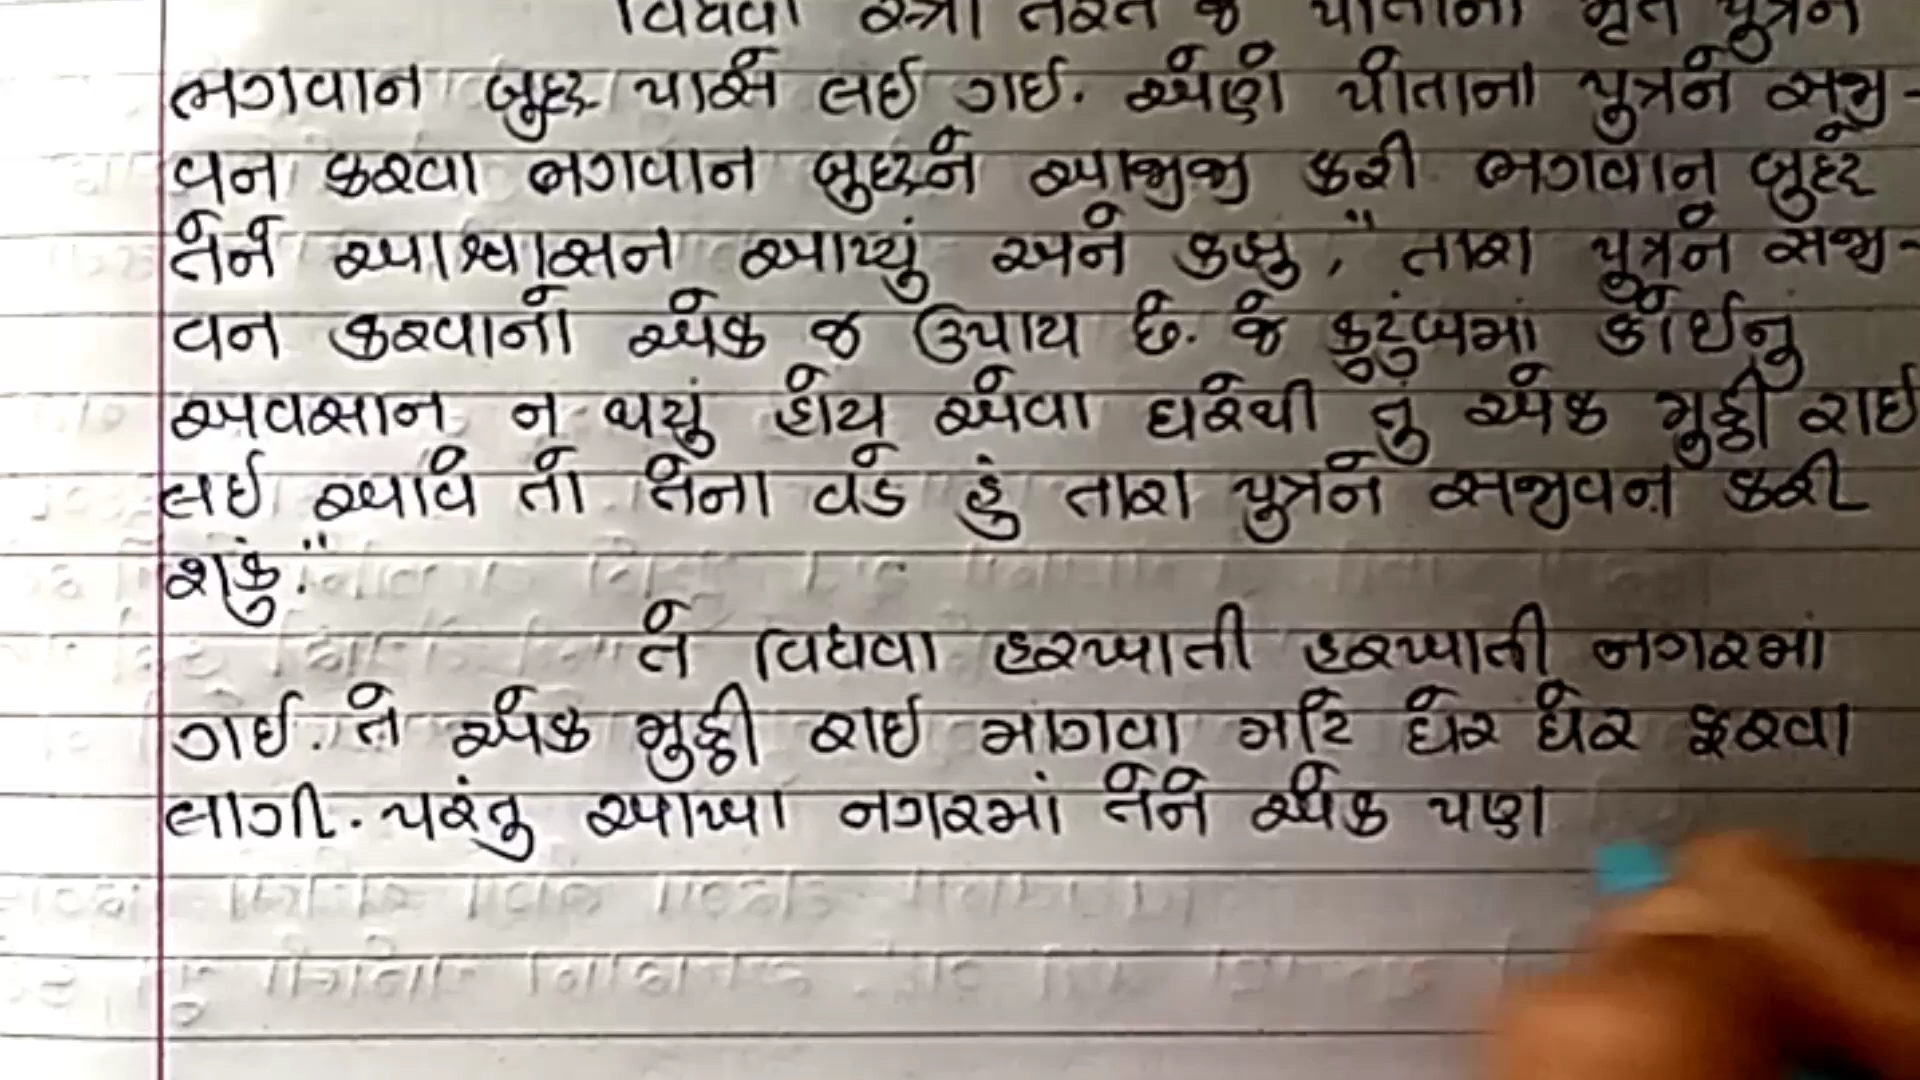 વિધવા સ્ત્રી તરત જ પોતાના મૃત પુત્રને
ભગવાન બુદ્ધ પાસે લઈ ગઈ. એણે પોતાના પુત્રને સજી-
વન કરવા ભગવાન બુદ્ધને આજીજી કરી. ભગવાન બુદ્ધે
તેને આશ્વાસન આપ્યું અને કહ્યુ, "તારા પુત્રને સજી-
વન કરવાનો એક જ ઉપાય છે. જે કુટુંબમાં કોઈનુ
અવસાન ન થયું હોય એવા ઘરેથી તું એક મુઠ્ઠી રાઈ
લઈ આવે તો તેના વડે હું તારા પુત્રને સજીવન કરી
શકું."
તે વિધવા હરખાતી હરખાતી નગરમાં
ગઈ. તે એક મુઠ્ઠી રાઈ માંગવા માટે ઘેર ઘેર ફરવા
લાગી. પરંતુ આખા નગરમાં તેને એક પણ